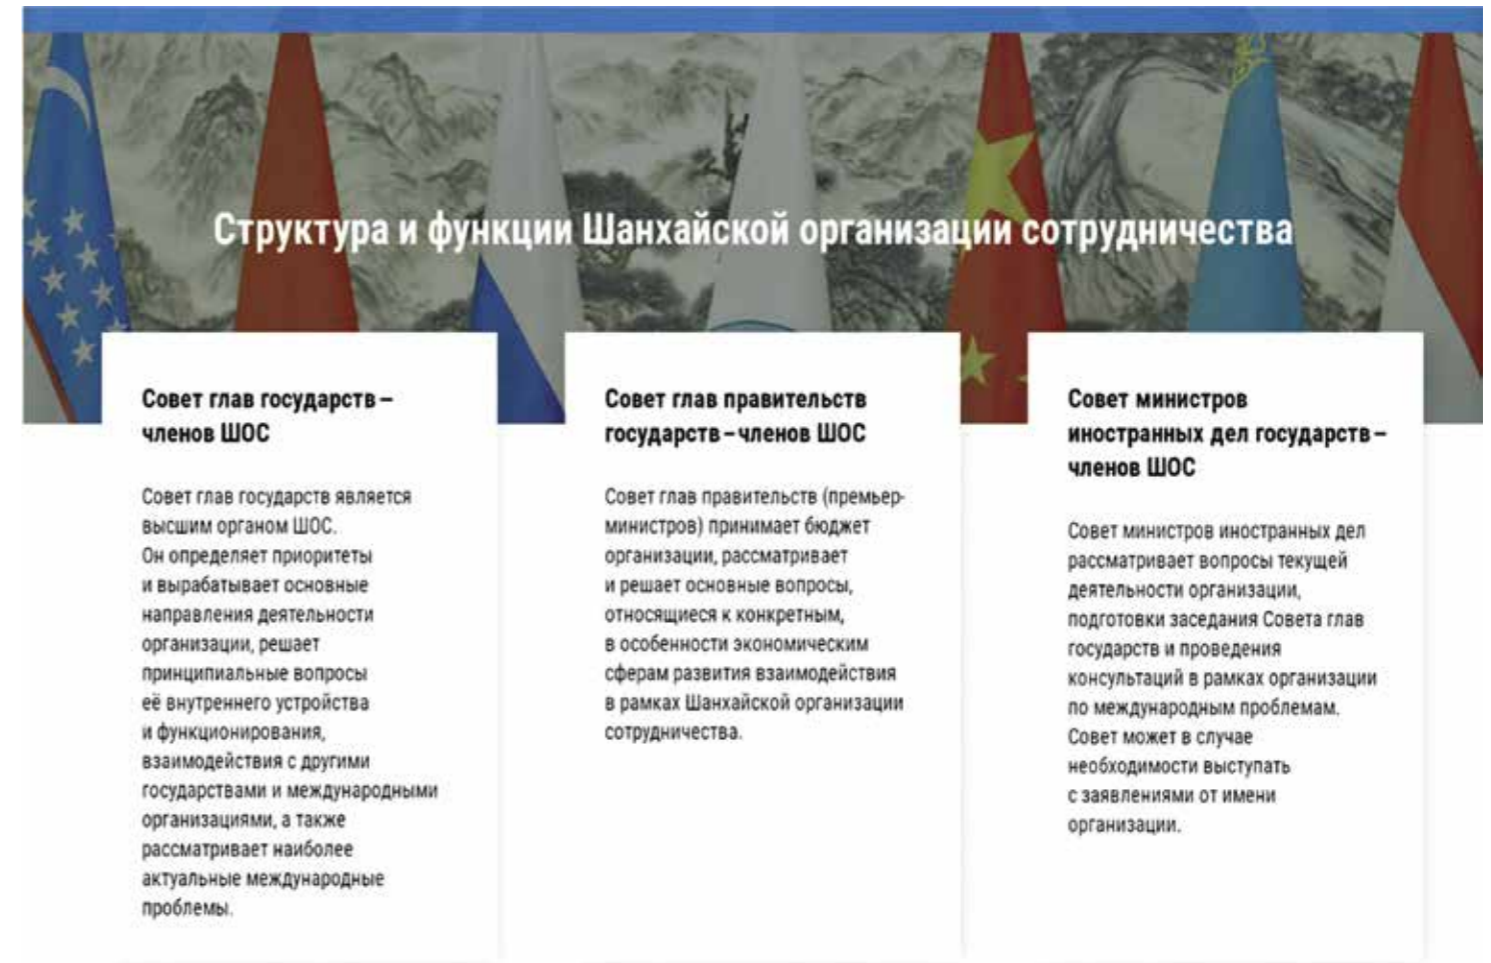 Структура и функции Шанхайской организации сотрудничества
Совет глав государств –
членов ШОС
Совет глав государств является
высшим органом ШОС.
Он определяет приоритеты
и вырабатывает основные
направления деятельности
организации, решает
принципиальные вопросы
её внутреннего устройства
и функционирования,
взаимодействия с другими
государствами и международными
организациями, а также
рассматривает наиболее
актуальные международные
проблемы.
Совет глав правительств
государств – членов ШОС
Совет глав правительств (премьер-
министров) принимает бюджет
организации, рассматривает
и решает основные вопросы,
относящиеся к конкретным,
в особенности экономическим
сферам развития взаимодействия
в рамках Шанхайской организации
сотрудничества.
Совет министров
иностранных дел государств –
членов ШОС
Совет министров иностранных дел
рассматривает вопросы текущей
деятельности организации,
подготовки заседания Совета глав
государств и проведения
консультаций в рамках организации
по международным проблемам.
Совет может в случае
необходимости выступать
с заявлениями от имени
организации.